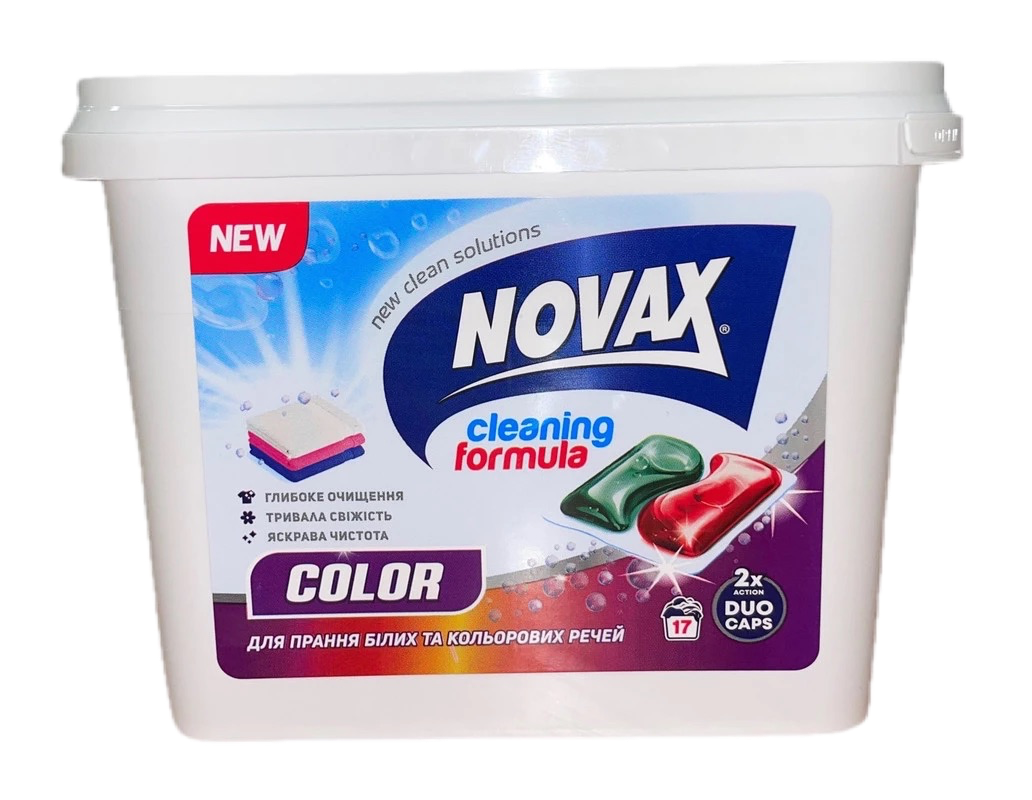 NEW
new clean solutions
NOVAX®
cleaning
formula
ГЛИБОКЕ ОЧИЩЕННЯ
ТРИВАЛА СВІЖІСТЬ
ЯСКРАВА ЧИСТОТА
COLOR
ДЛЯ ПРАННЯ БІЛИХ ТА КОЛЬОРОВИХ РЕЧЕЙ
17
2x
ACTION
DUO
CAPS